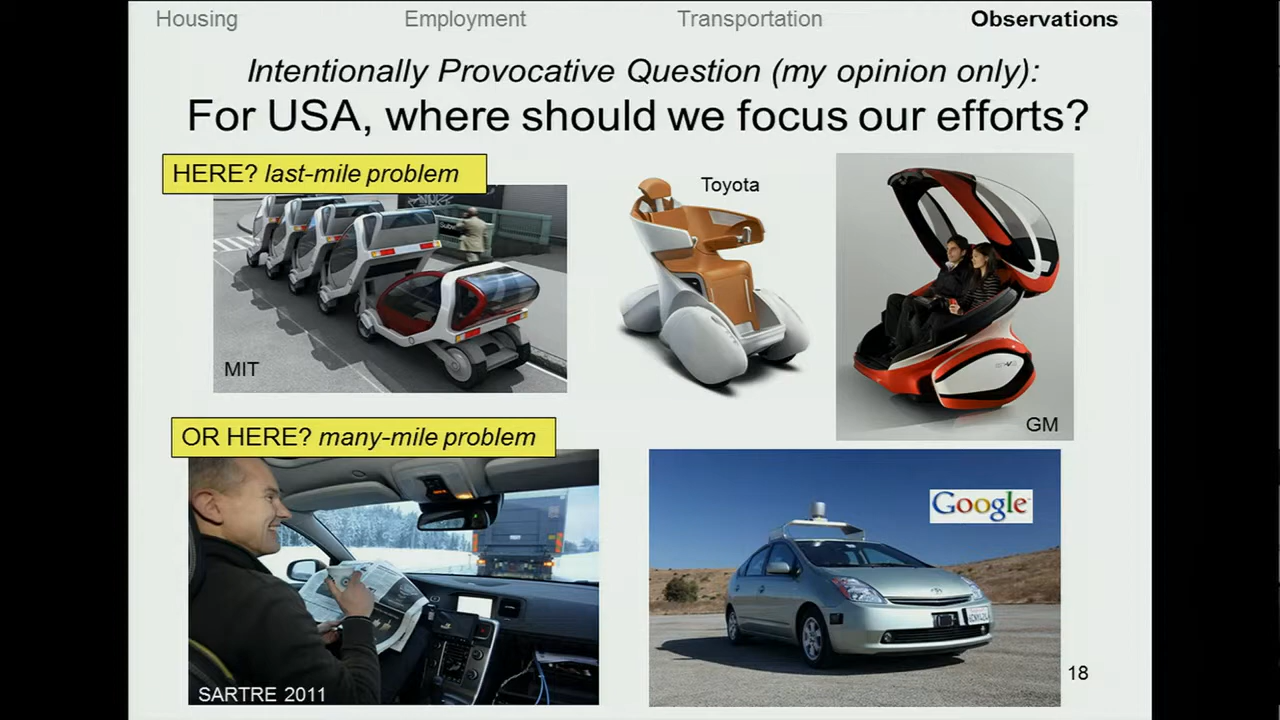 Housing Employment Transportation Observations
Intentionally Provocative Question (my opinion only):
For USA, where should we focus our efforts?
HERE? last-mile problem
Toyota
MIT
GM
OR HERE? many-mile problem
Google
SARTRE 2011
18